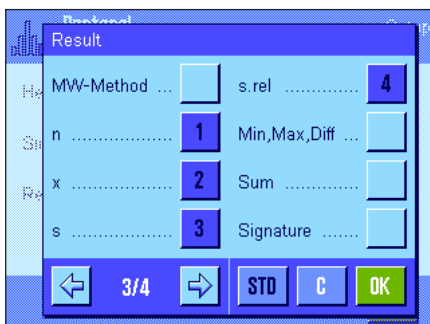 Result
MW-Method ...
n .................. 1
x .................. 2
s .................. 3
s.rel ............. 4
Min,Max,Diff ...
Sum .............
Signature .......
3/4
STD C OK